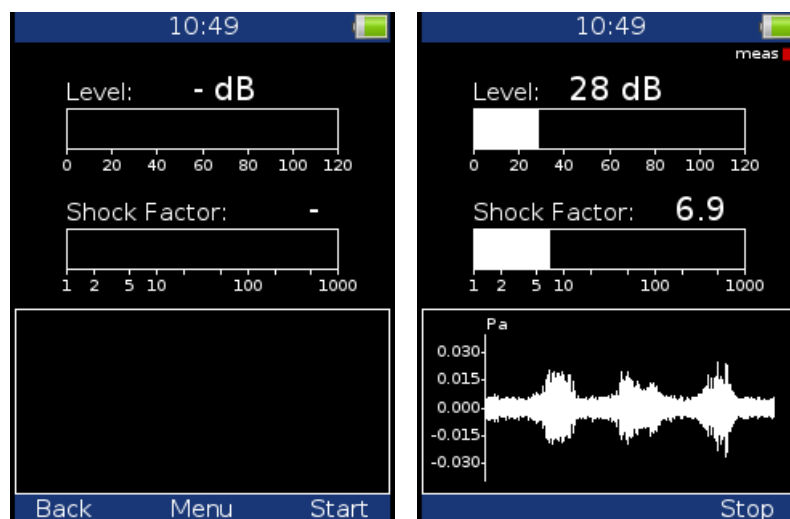 10:49
Level: - dB
0 20 40 60 80 100 120
Shock Factor: -
1 2 5 10 100 1000
Back Menu Start
10:49
meas
Level: 28 dB
0 20 40 60 80 100 120
Shock Factor: 6.9
1 2 5 10 100 1000
Pa
0.030
0.015
0.000
-0.015
-0.030
Stop